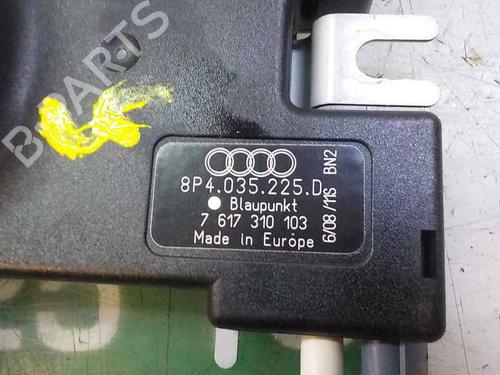 B-PARTS
8P4.035.225.D
Blaupunkt
7 617 310 103
Made in Europe
6/08/11S BN2